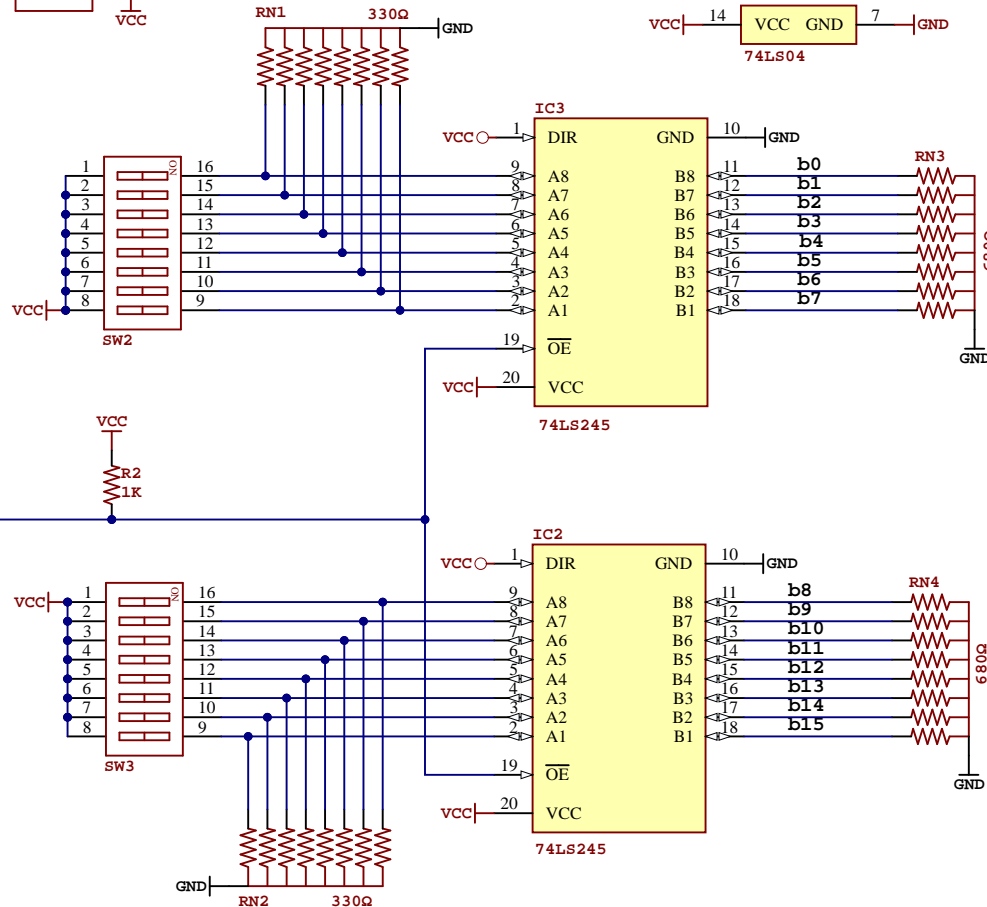 VCC
RN1 330Ω
GND
VCC 14 VCC GND 7 GND
74LS04
IC3
VCC 1 DIR GND 10 GND
1 ON 16 9 A8 B8 11 b0 RN3
2 15 8 A7 B7 12 b1
3 14 7 A6 B6 13 b2
4 13 6 A5 B5 14 b3
5 12 5 A4 B4 15 b4
6 11 4 A3 B3 16 b5
7 10 3 A2 B2 17 b6
VCC 8 9 2 A1 B1 18 b7
SW2
19 OE
GND
VCC 20 VCC
74LS245
VCC
R2
1K
IC2
VCC 1 DIR GND 10 GND
VCC 1 ON 16 9 A8 B8 11 b8 RN4
2 15 8 A7 B7 12 b9
3 14 7 A6 B6 13 b10
4 13 6 A5 B5 14 b11
5 12 5 A4 B4 15 b12
6 11 4 A3 B3 16 b13
7 10 3 A2 B2 17 b14
8 9 2 A1 B1 18 b15
680Ω
SW3
19 OE
GND
VCC 20 VCC
74LS245
GND
RN2 330Ω